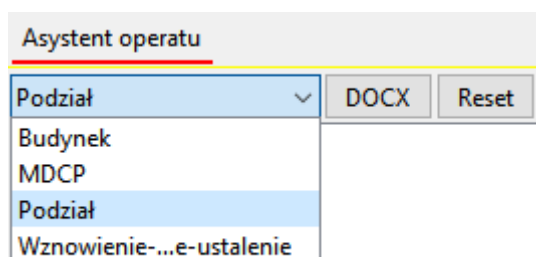 Asystent operatu
Podział DOCX Reset
Budynek
MDCP
Podział
Wznowienie-...e-ustalenie